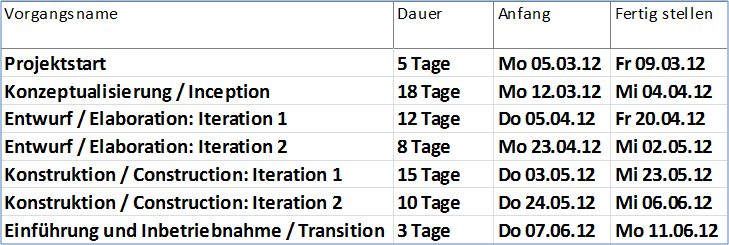 Vorgangsname Dauer Anfang Fertig stellen
Projektstart 5 Tage Mo 05.03.12 Fr 09.03.12
Konzeptualisierung / Inception 18 Tage Mo 12.03.12 Mi 04.04.12
Entwurf / Elaboration: Iteration 1 12 Tage Do 05.04.12 Fr 20.04.12
Entwurf / Elaboration: Iteration 2 8 Tage Mo 23.04.12 Mi 02.05.12
Konstruktion / Construction: Iteration 1 15 Tage Do 03.05.12 Mi 23.05.12
Konstruktion / Construction: Iteration 2 10 Tage Do 24.05.12 Mi 06.06.12
Einführung und Inbetriebnahme / Transition 3 Tage Do 07.06.12 Mo 11.06.12